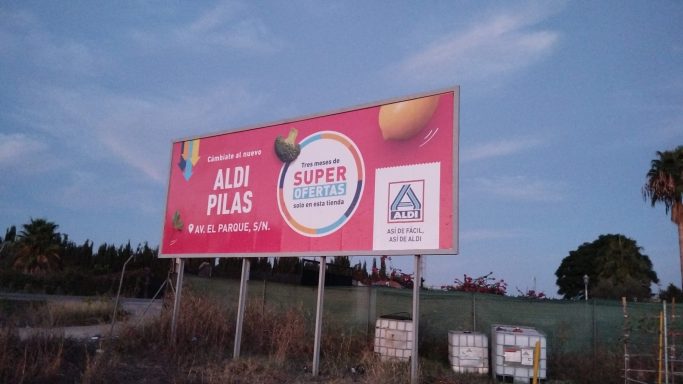 Cámbiate al nuevo
ALDI
PILAS
AV. EL PARQUE, S/N.
Tres meses de
SUPER
OFERTAS
solo en esta tienda
ALDI
ASÍ DE FÁCIL,
ASÍ DE ALDI